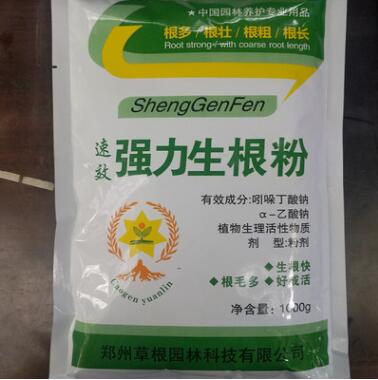 ★中国园林养护专业用品
根多/根壮/根粗/根长
Root strong√ with coarse root length
ShengGenFen
速效
强力生根粉
有效成分:吲哚丁酸钠
α-乙酸钠
植物生理活性物质
剂 型:粉剂
◆生根快
◆根毛多 ◆好成活
净含量: 1000g
Caogen yuanlin
郑州草根园林科技有限公司